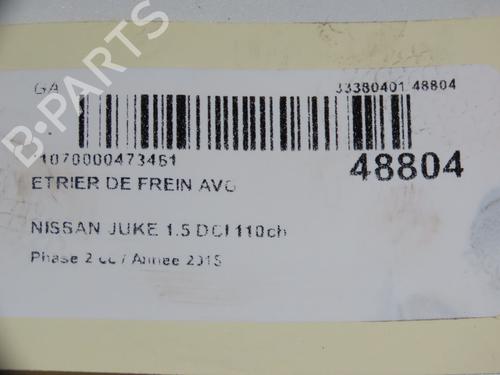 GA 33380401 48804
1070000473461 48804
ETRIER DE FREIN AVG
NISSAN JUKE 1.5 DCI 110ch
Phase 2 / Année 2015
B-PARTS